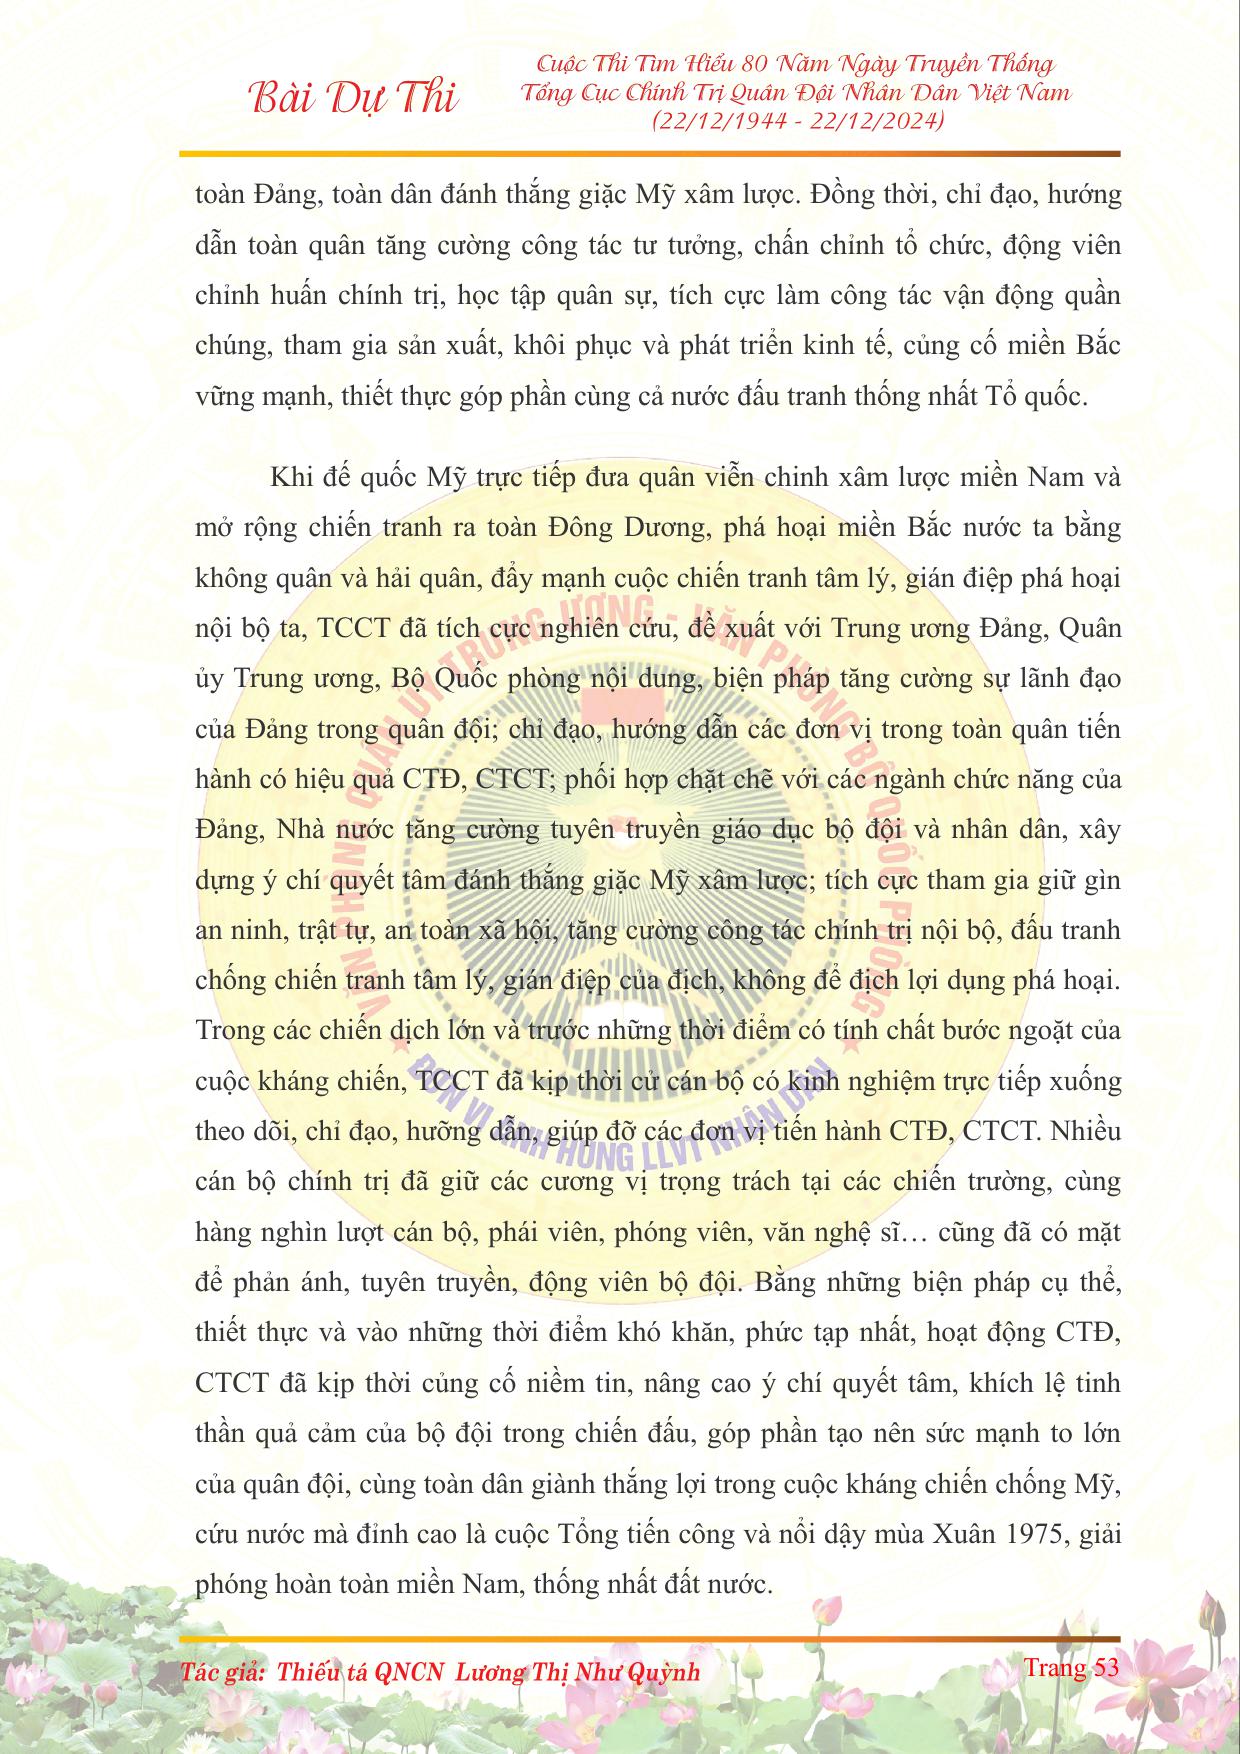 Bài Dự Thi
Cuộc Thi Tìm Hiểu 80 Năm Ngày Truyền Thống
Tổng Cục Chính Trị Quân Đội Nhân Dân Việt Nam
(22/12/1944 - 22/12/2024)
toàn Đảng, toàn dân đánh thắng giặc Mỹ xâm lược. Đồng thời, chỉ đạo, hướng
dẫn toàn quân tăng cường công tác tư tưởng, chấn chỉnh tổ chức, động viên
chỉnh huấn chính trị, học tập quân sự, tích cực làm công tác vận động quần
chúng, tham gia sản xuất, khôi phục và phát triển kinh tế, củng cố miền Bắc
vững mạnh, thiết thực góp phần cùng cả nước đấu tranh thống nhất Tổ quốc.
Khi đế quốc Mỹ trực tiếp đưa quân viễn chinh xâm lược miền Nam và
mở rộng chiến tranh ra toàn Đông Dương, phá hoại miền Bắc nước ta bằng
không quân và hải quân, đẩy mạnh cuộc chiến tranh tâm lý, gián điệp phá hoại
nội bộ ta, TCCT đã tích cực nghiên cứu, đề xuất với Trung ương Đảng, Quân
ủy Trung ương, Bộ Quốc phòng nội dung, biện pháp tăng cường sự lãnh đạo
của Đảng trong quân đội; chỉ đạo, hướng dẫn các đơn vị trong toàn quân tiến
hành có hiệu quả CTĐ, CTCT; phối hợp chặt chẽ với các ngành chức năng của
Đảng, Nhà nước tăng cường tuyên truyền giáo dục bộ đội và nhân dân, xây
dựng ý chí quyết tâm đánh thắng giặc Mỹ xâm lược; tích cực tham gia giữ gìn
an ninh, trật tự, an toàn xã hội, tăng cường công tác chính trị nội bộ, đấu tranh
chống chiến tranh tâm lý, gián điệp của địch, không để địch lợi dụng phá hoại.
Trong các chiến dịch lớn và trước những thời điểm có tính chất bước ngoặt của
cuộc kháng chiến, TCCT đã kịp thời cử cán bộ có kinh nghiệm trực tiếp xuống
theo dõi, chỉ đạo, hưỡng dẫn, giúp đỡ các đơn vị tiến hành CTĐ, CTCT. Nhiều
cán bộ chính trị đã giữ các cương vị trọng trách tại các chiến trường, cùng
hàng nghìn lượt cán bộ, phái viên, phóng viên, văn nghệ sĩ… cũng đã có mặt
để phản ánh, tuyên truyền, động viên bộ đội. Bằng những biện pháp cụ thể,
thiết thực và vào những thời điểm khó khăn, phức tạp nhất, hoạt động CTĐ,
CTCT đã kịp thời củng cố niềm tin, nâng cao ý chí quyết tâm, khích lệ tinh
thần quả cảm của bộ đội trong chiến đấu, góp phần tạo nên sức mạnh to lớn
của quân đội, cùng toàn dân giành thắng lợi trong cuộc kháng chiến chống Mỹ,
cứu nước mà đỉnh cao là cuộc Tổng tiến công và nổi dậy mùa Xuân 1975, giải
phóng hoàn toàn miền Nam, thống nhất đất nước.
VĂN PHÒNG QUÂN ỦY TRUNG ƯƠNG - VĂN PHÒNG BỘ QUỐC PHÒNG
ĐƠN VỊ ANH HÙNG LLVT NHÂN DÂN
Tác giả: Thiếu tá QNCN Lương Thị Như Quỳnh
Trang 53